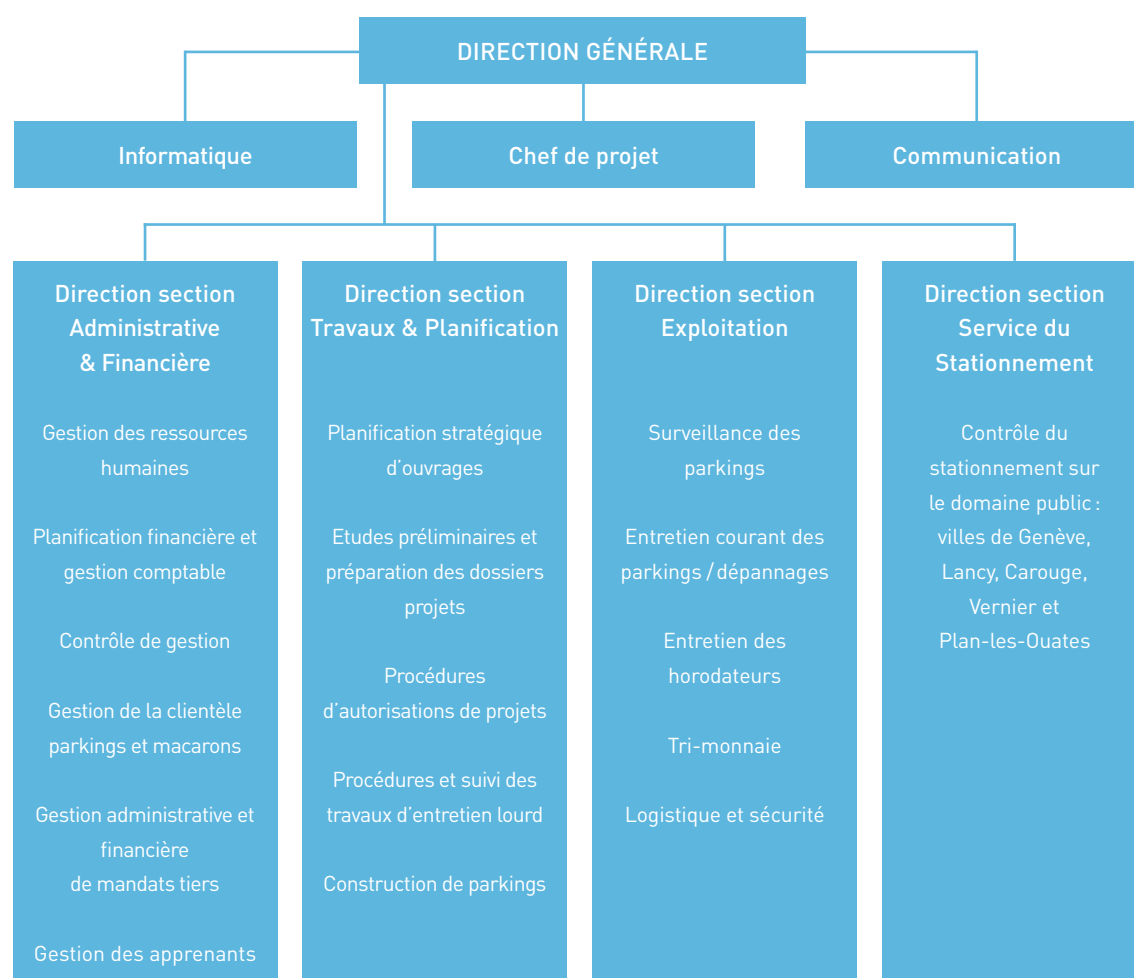 DIRECTION GÉNÉRALE
Informatique
Chef de projet
Communication
Direction section
Administrative
& Financière
Gestion des ressources
humaines
Planification financière et
gestion comptable
Contrôle de gestion
Gestion de la clientèle
parkings et macarons
Gestion administrative et
financière
de mandats tiers
Gestion des apprenants
Direction section
Travaux & Planification
Planification stratégique
d'ouvrages
Etudes préliminaires et
préparation des dossiers
projets
Procédures
d'autorisations de projets
Procédures et suivi des
travaux d'entretien lourd
Construction de parkings
Direction section
Exploitation
Surveillance des
parkings
Entretien courant des
parkings / dépannages
Entretien des
horodateurs
Tri-monnaie
Logistique et sécurité
Direction section
Service du
Stationnement
Contrôle du
stationnement sur
le domaine public :
villes de Genève,
Lancy, Carouge,
Vernier et
Plan-les-Ouates